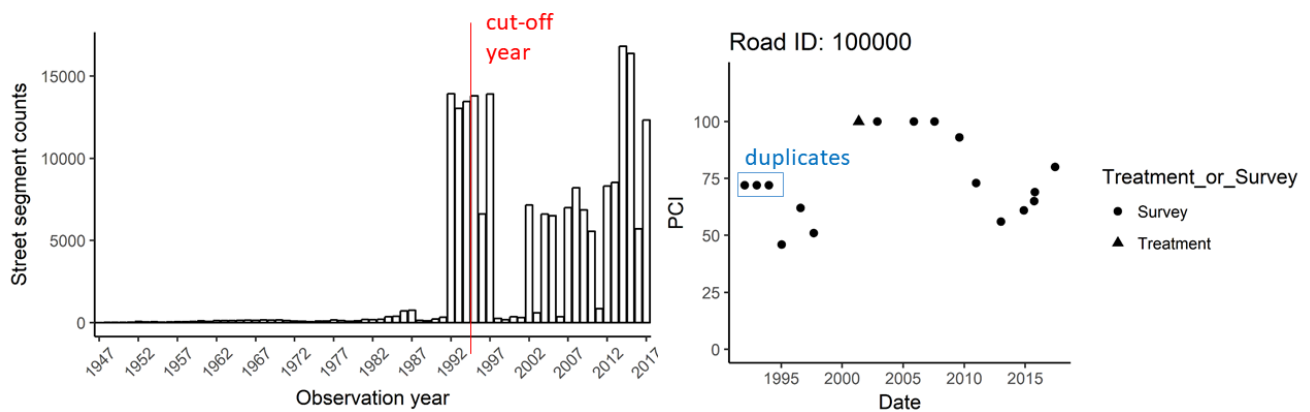 cut-off
year
Street segment counts
15000
10000
5000
0
1947 1952 1957 1962 1967 1972 1977 1982 1987 1992 1997 2002 2007 2012 2017
Observation year
Road ID: 100000
duplicates
PCI
100
75
50
25
0
1995 2000 2005 2010 2015
Date
Treatment_or_Survey
Survey
Treatment